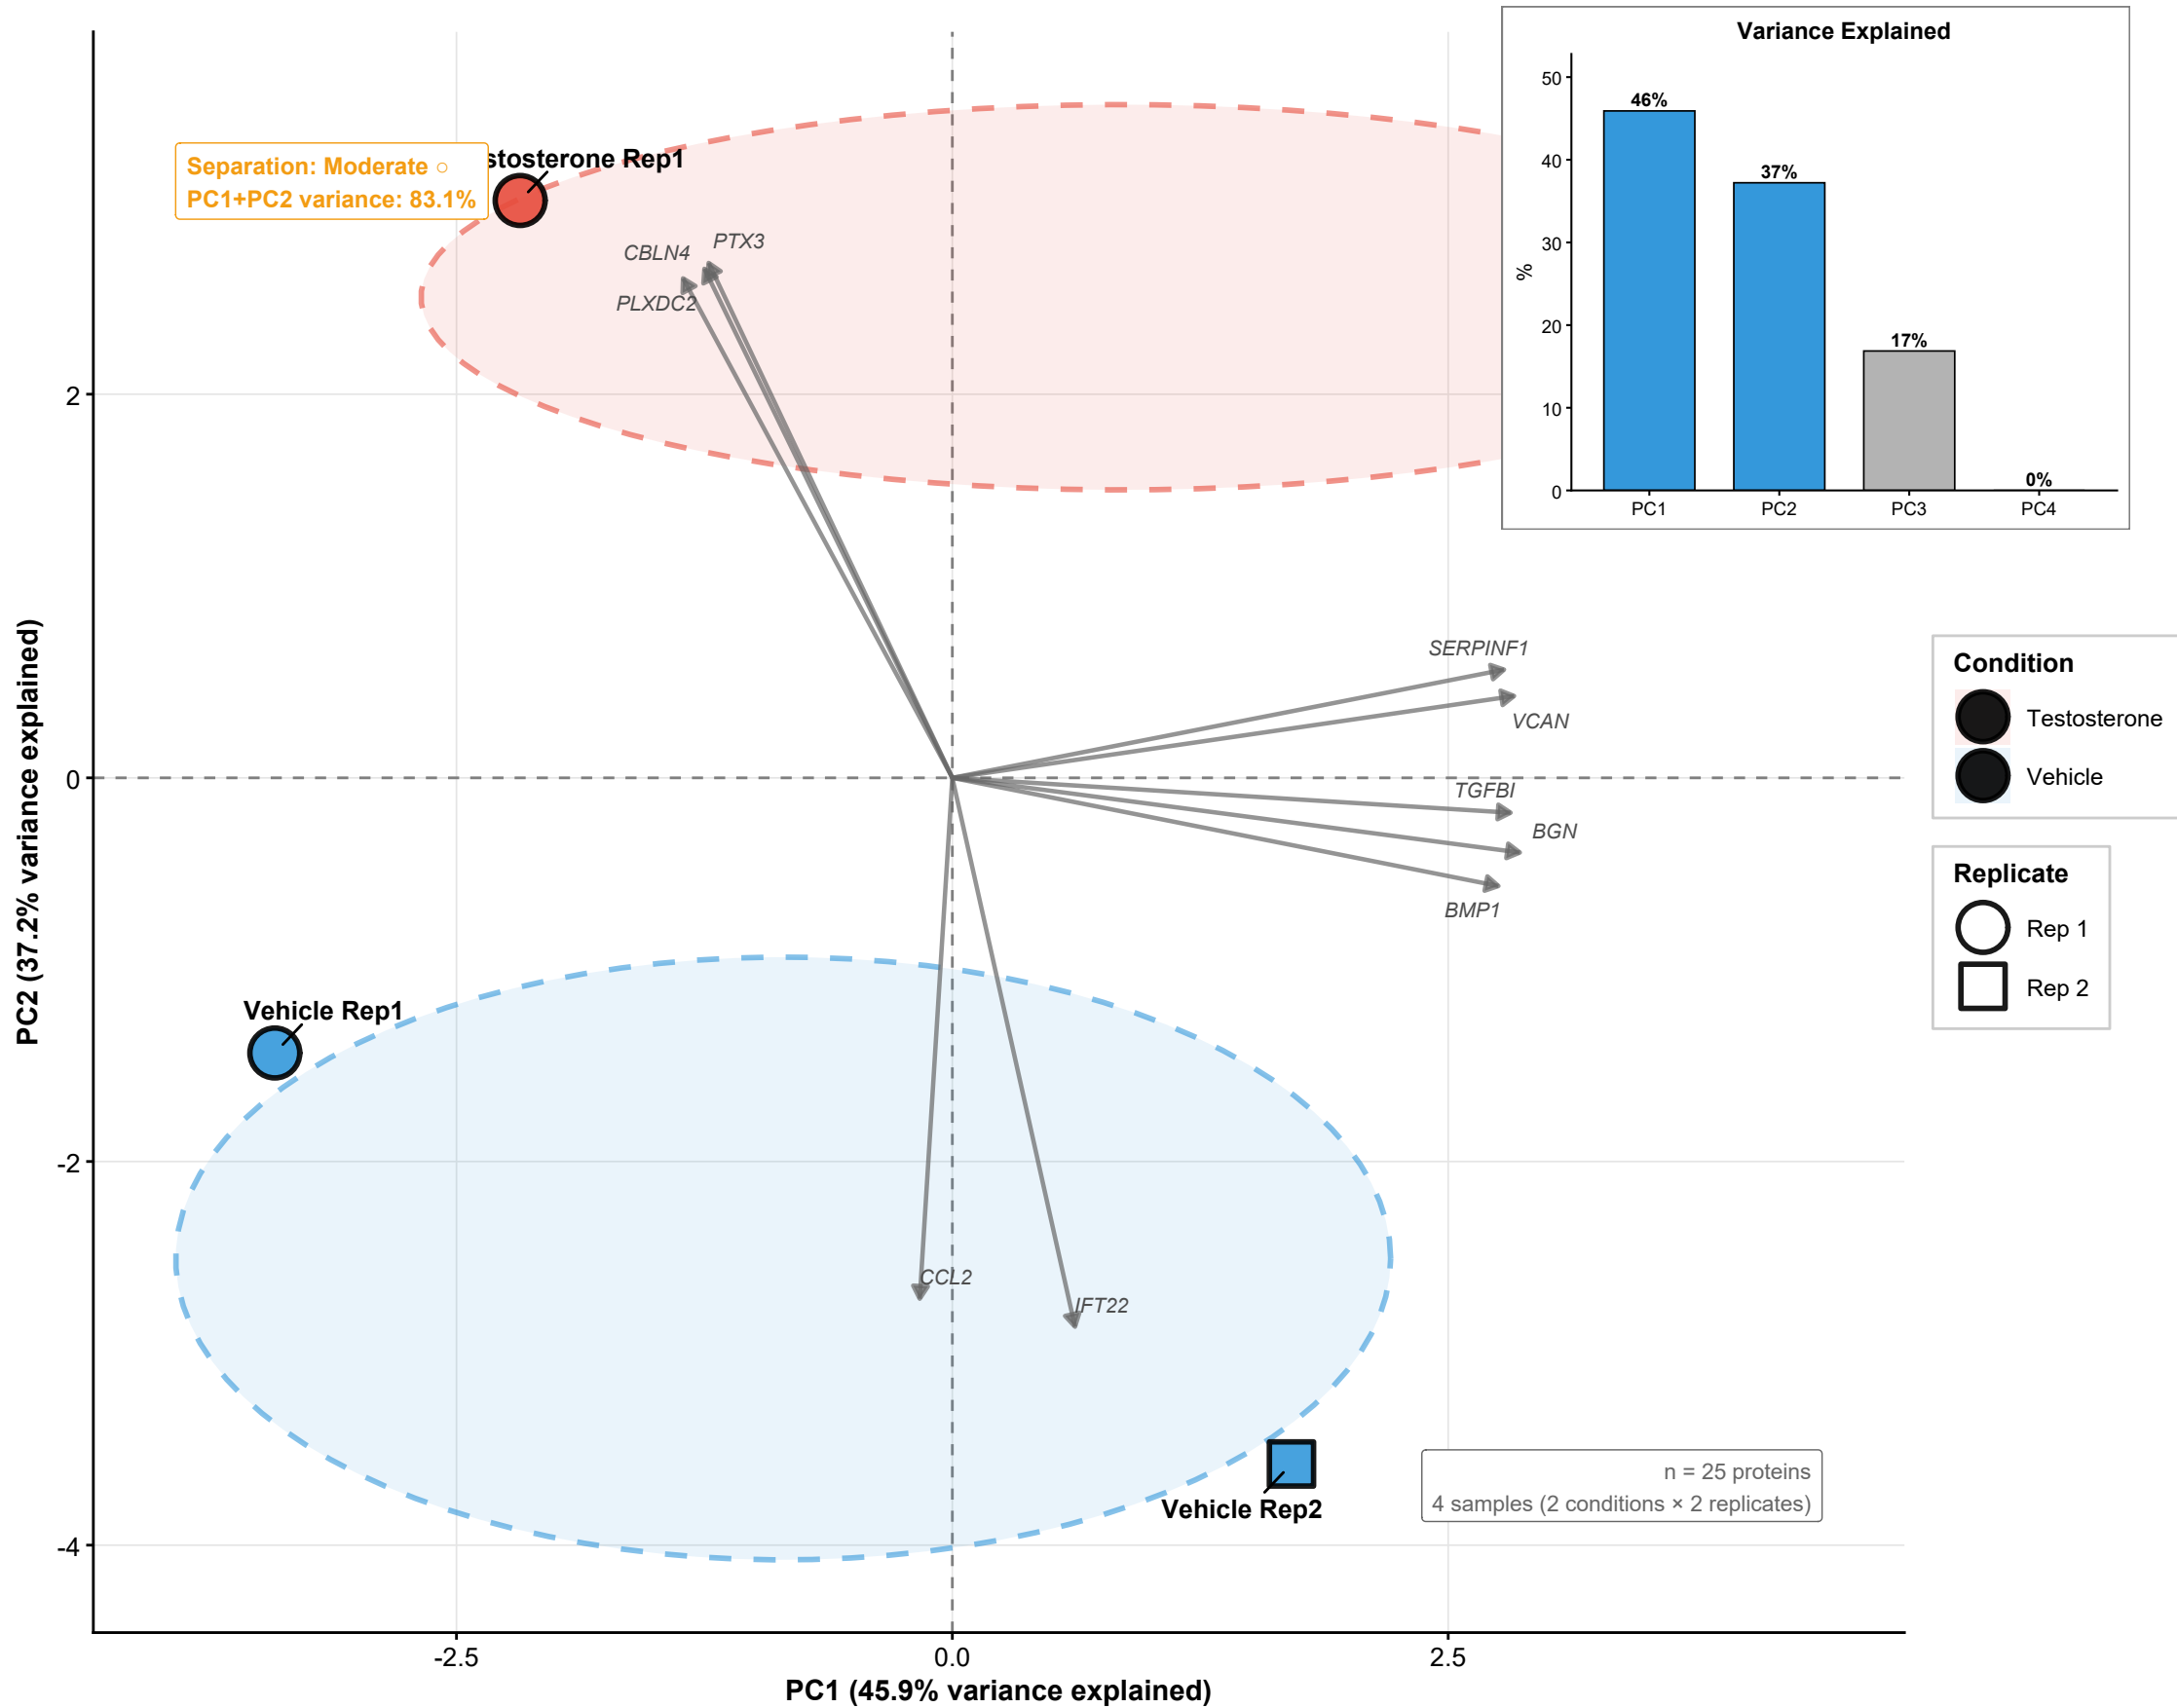 Variance Explained
50
40
30
20
10
0
%
46%
37%
17%
0%
PC1
PC2
PC3
PC4
Separation: Moderate ○
PC1+PC2 variance: 83.1%
stosterone Rep1
CBLN4
PTX3
PLXDC2
SERPINF1
VCAN
TGFBI
BGN
BMP1
Vehicle Rep1
CCL2
IFT22
Vehicle Rep2
n = 25 proteins
4 samples (2 conditions × 2 replicates)
Condition
Testosterone
Vehicle
Replicate
Rep 1
Rep 2
2
0
-2
-4
PC2 (37.2% variance explained)
-2.5
0.0
2.5
PC1 (45.9% variance explained)